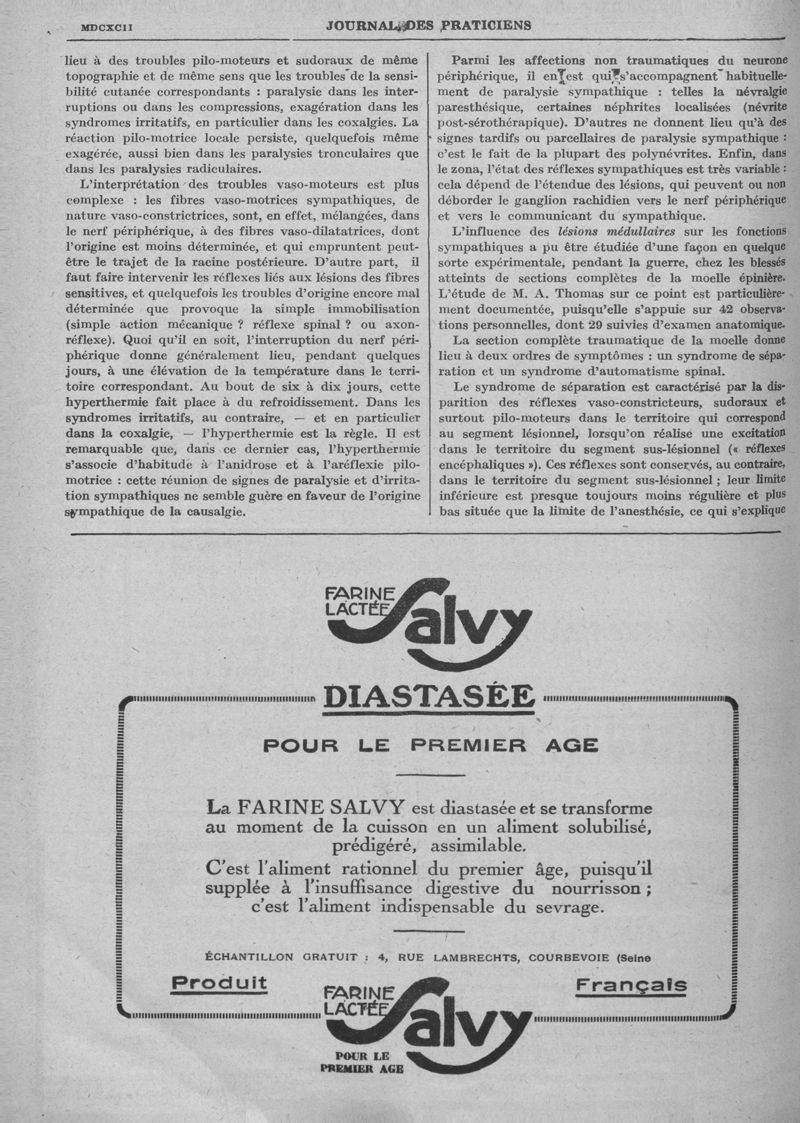 MDCXCII
JOURNAL DES PRATICIENS
lieu à des troubles pilo-moteurs et sudoraux de même
topographie et de même sens que les troubles de la sensi-
bilité cutanée correspondants : paralysie dans les inter-
ruptions ou dans les compressions, exagération dans les
syndromes irritatifs, en particulier dans les coxalgies. La
réaction pilo-motrice locale persiste, quelquefois même
exagérée, aussi bien dans les paralysies tronculaires que
dans les paralysies radiculaires.
L'interprétation des troubles vaso-moteurs est plus
complexe : les fibres vaso-motrices sympathiques, de
nature vaso-constrictrices, sont, en effet, mélangées, dans
le nerf périphérique, à des fibres vaso-dilatatrices, dont
l'origine est moins déterminée, et qui empruntent peut-
être le trajet de la racine postérieure. D'autre part, il
faut faire intervenir les réflexes liés aux lésions des fibres
sensitives, et quelquefois les troubles d'origine encore mal
déterminée que provoque la simple immobilisation
(simple action mécanique ? réflexe spinal ? ou axon-
réflexe). Quoi qu'il en soit, l'interruption du nerf péri-
phérique donne généralement lieu, pendant quelques
jours, à une élévation de la température dans le terri-
toire correspondant. Au bout de six à dix jours, cette
hyperthermie fait place à du refroidissement. Dans les
syndromes irritatifs, au contraire, — et en particulier
dans la coxalgie, — l'hyperthermie est la règle. Il est
remarquable que, dans ce dernier cas, l'hyperthermie
s'associe d'habitude à l'anidrose et à l'aréflexie pilo-
motrice : cette réunion de signes de paralysie et d'irrita-
tion sympathiques ne semble guère en faveur de l'origine
sympathique de la causalgie.
Parmi les affections non traumatiques du neurone
périphérique, il en est qui s'accompagnent habituelle-
ment de paralysie sympathique : telles la névralgie
paresthésique, certaines néphrites localisées (névrite
post-sérothérapique). D'autres ne donnent lieu qu'à des
signes tardifs ou parcellaires de paralysie sympathique :
c'est le fait de la plupart des polynévrites. Enfin, dans
le zona, l'état des réflexes sympathiques est très variable :
cela dépend de l'étendue des lésions, qui peuvent ou non
déborder le ganglion rachidien vers le nerf périphérique
et vers le communicant du sympathique.
L'influence des lésions médullaires sur les fonctions
sympathiques a pu être étudiée d'une façon en quelque
sorte expérimentale, pendant la guerre, chez les blessés
atteints de sections complètes de la moelle épinière.
L'étude de M. A. Thomas sur ce point est particulière-
ment documentée, puisqu'elle s'appuie sur 42 observa-
tions personnelles, dont 29 suivies d'examen anatomique.
La section complète traumatique de la moelle donne
lieu à deux ordres de symptômes : un syndrome de sépa-
ration et un syndrome d'automatisme spinal.
Le syndrome de séparation est caractérisé par la dis-
parition des réflexes vaso-constricteurs, sudoraux et
surtout pilo-moteurs dans le territoire qui correspond
au segment lésionnel, lorsqu'on réalise une excitation
dans le territoire du segment sus-lésionnel (« réflexes
encéphaliques »). Ces réflexes sont conservés, au contraire,
dans le territoire du segment sus-lésionnel ; leur limite
inférieure est presque toujours moins régulière et plus
bas située que la limite de l'anesthésie, ce qui s'explique
FARINE
LACTÉE
Salvy
DIASTASÉE
POUR LE PREMIER AGE
La FARINE SALVY est diastasée et se transforme
au moment de la cuisson en un aliment solubilisé,
prédigéré, assimilable.
C'est l'aliment rationnel du premier âge, puisqu'il
supplée à l'insuffisance digestive du nourrisson ;
c'est l'aliment indispensable du sevrage.
ÉCHANTILLON GRATUIT : 4, RUE LAMBRECHTS, COURBEVOIE (Seine
Produit
Français
FARINE
LACTÉE
Salvy
POUR LE
PREMIER AGE